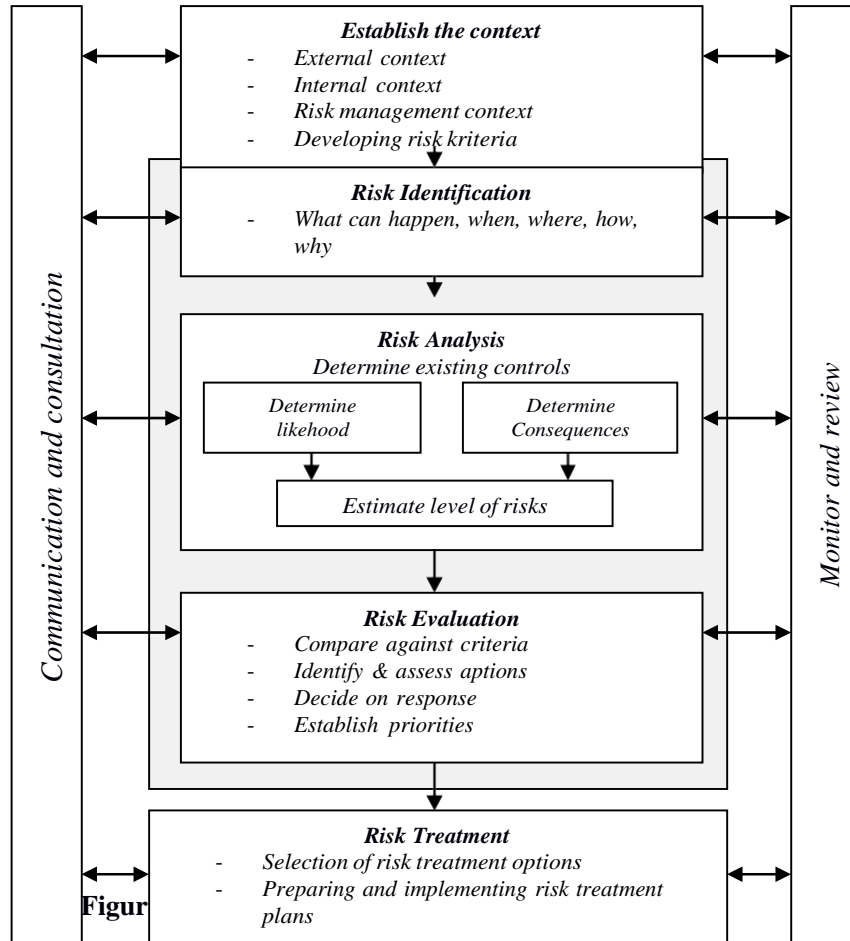 Communication and consultation
Establish the context
- External context
- Internal context
- Risk management context
- Developing risk kriteria
Risk Identification
- What can happen, when, where, how,
why
Risk Analysis
Determine existing controls
Determine
likehood
Determine
Consequences
Estimate level of risks
Risk Evaluation
- Compare against criteria
- Identify & assess aptions
- Decide on response
- Establish priorities
Risk Treatment
- Selection of risk treatment options
- Preparing and implementing risk treatment
plans
Monitor and review
Figur